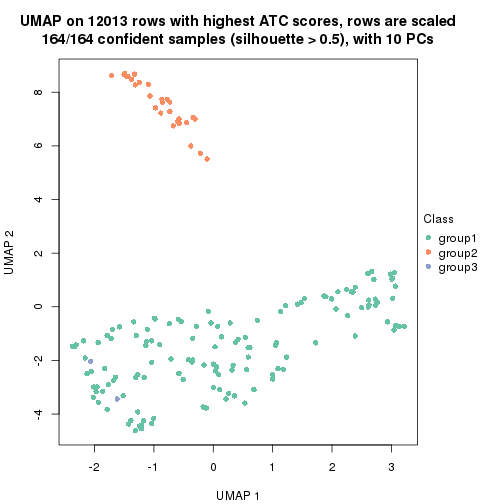 UMAP on 12013 rows with highest ATC scores, rows are scaled
164/164 confident samples (silhouette > 0.5), with 10 PCs
8
6
4
2
0
-2
-4
UMAP 2
-2
-1
0
1
2
3
UMAP 1
Class
group1
group2
group3